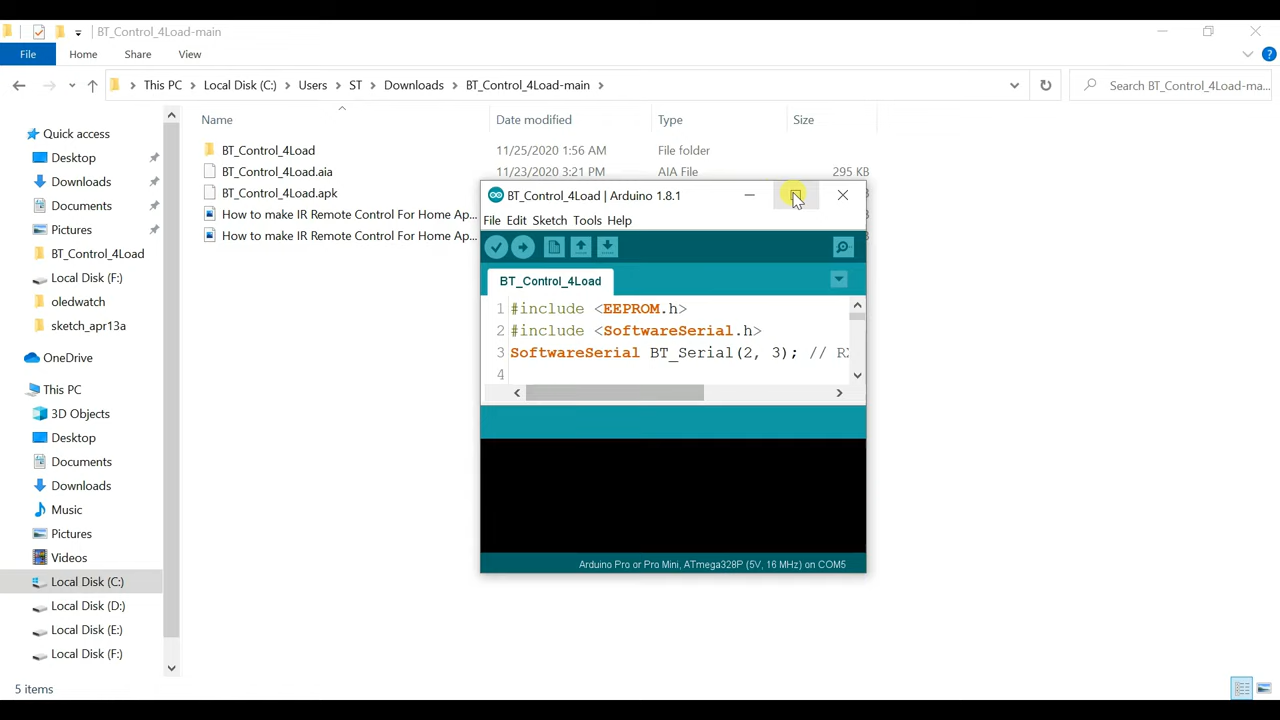 BT_Control_4Load-main
File Home Share View
This PC Local Disk (C:) Users ST Downloads BT_Control_4Load-main
Search BT_Control_4Load-ma...
Name Date modified Type Size
Quick access
Desktop
Downloads
Documents
Pictures
BT_Control_4Load
Local Disk (F:)
oledwatch
sketch_apr13a
OneDrive
This PC
3D Objects
Desktop
Documents
Downloads
Music
Pictures
Videos
Local Disk (C:)
Local Disk (D:)
Local Disk (E:)
Local Disk (F:)
BT_Control_4Load 11/25/2020 1:56 AM File folder
BT_Control_4Load.aia 11/23/2020 3:21 PM AIA File 295 KB
BT_Control_4Load.apk
How to make IR Remote Control For Home Ap...
How to make IR Remote Control For Home Ap...
BT_Control_4Load | Arduino 1.8.1
File Edit Sketch Tools Help
BT_Control_4Load
1 #include <EEPROM.h>
2 #include <SoftwareSerial.h>
3 SoftwareSerial BT_Serial(2, 3); // RX
4
Arduino Pro or Pro Mini, ATmega328P (5V, 16 MHz) on COM5
5 items